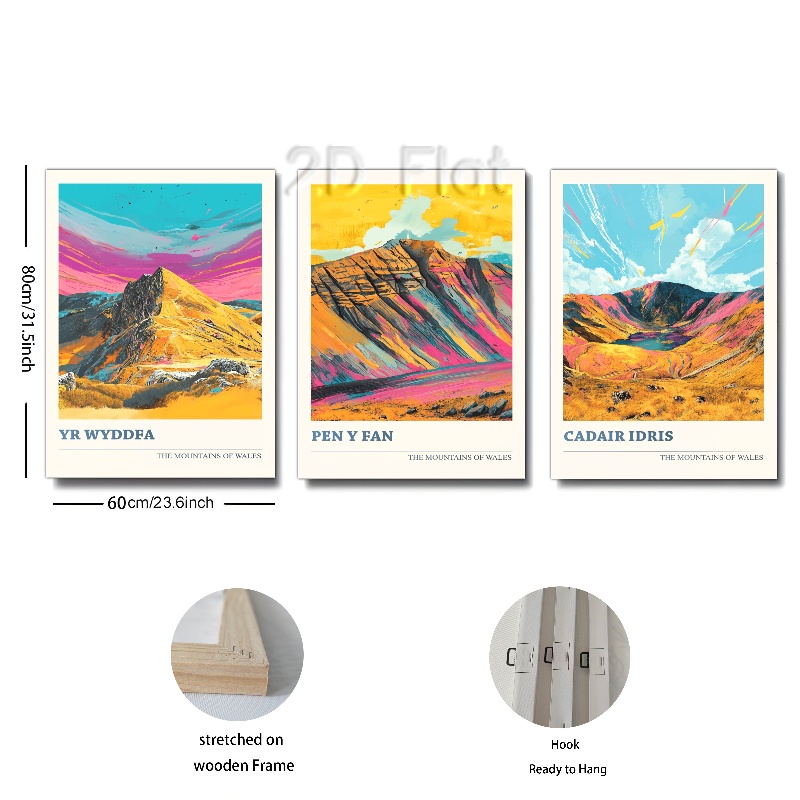 2D Flat
80cm/31.5inch
YR WYDDFA
THE MOUNTAINS OF WALES
PEN Y FAN
THE MOUNTAINS OF WALES
CADAIR IDRIS
THE MOUNTAINS OF WALES
60cm/23.6inch
stretched on
wooden Frame
Hook
Ready to Hang